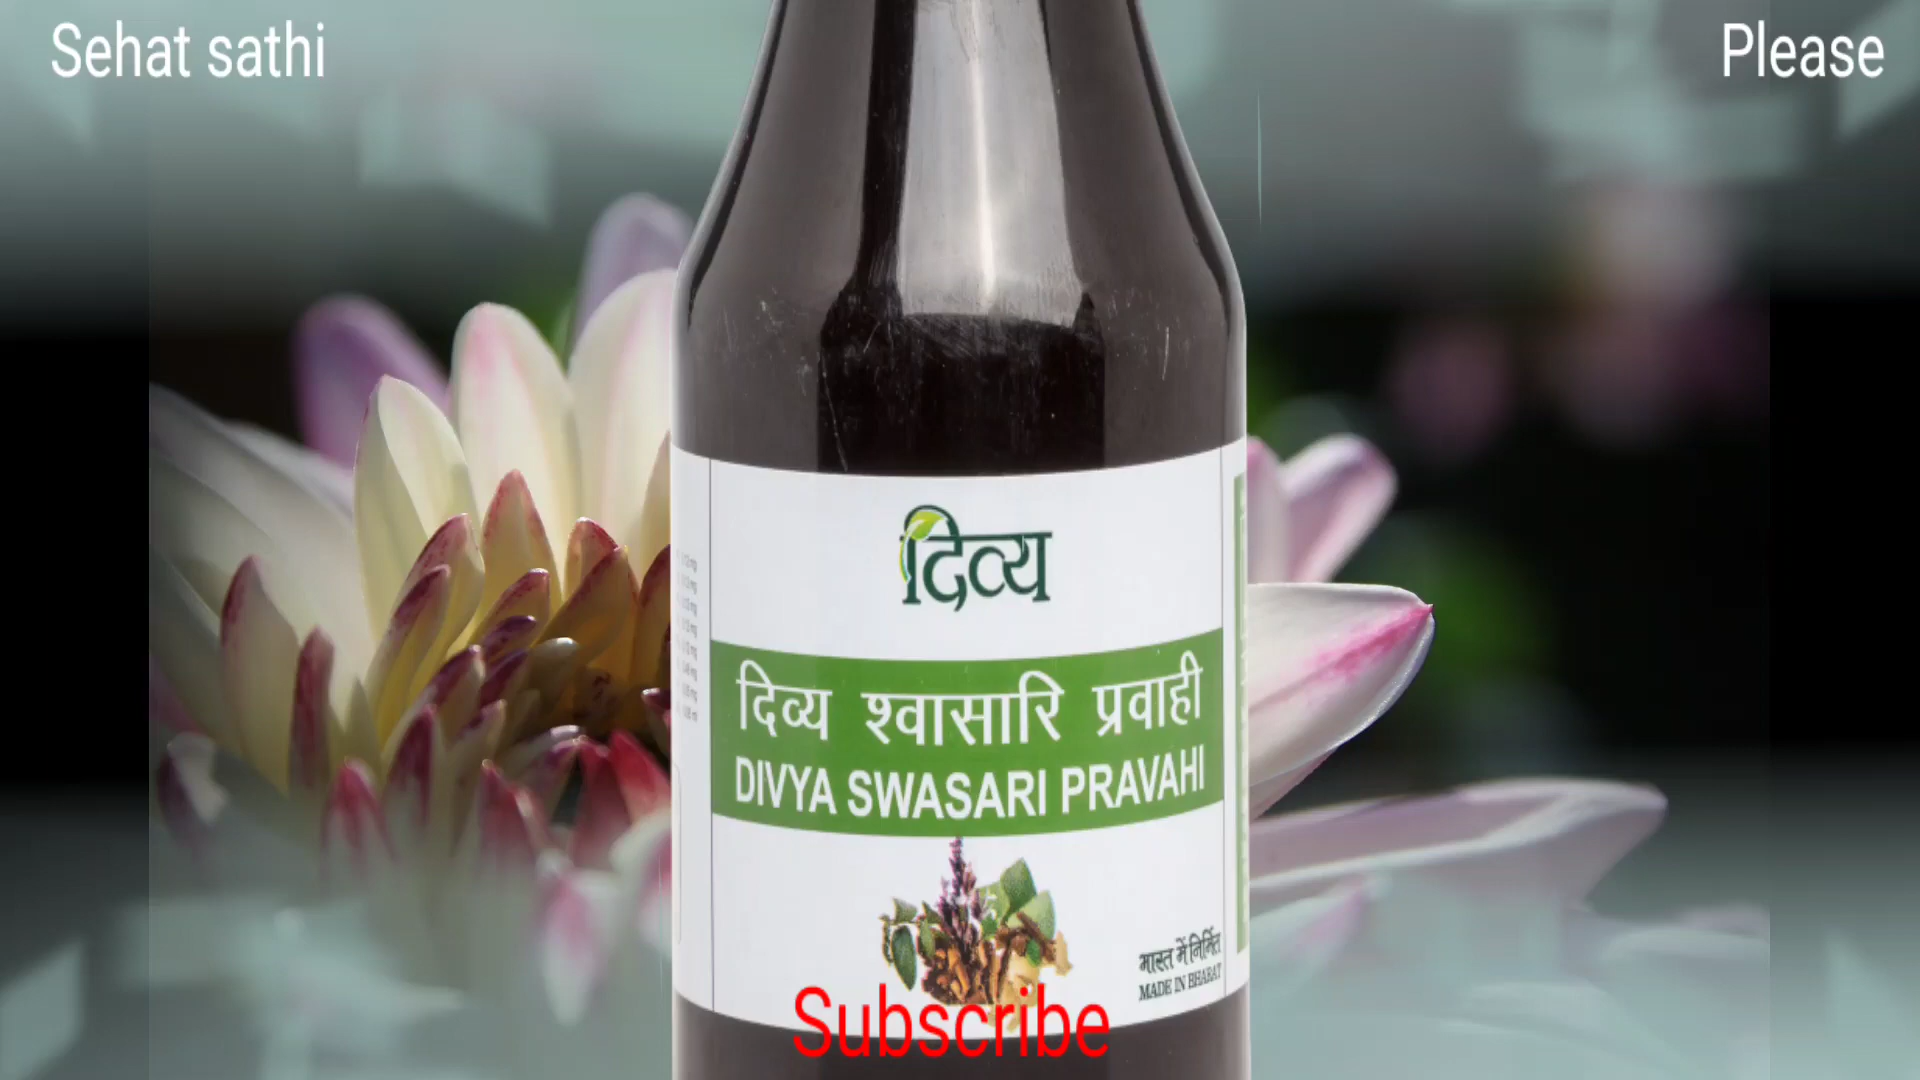 Sehat sathi
Please
दिव्य
दिव्य श्वासारि प्रवाही
DIVYA SWASARI PRAVAHI
भारत में निर्मित
MADE IN BHARAT
Subscribe